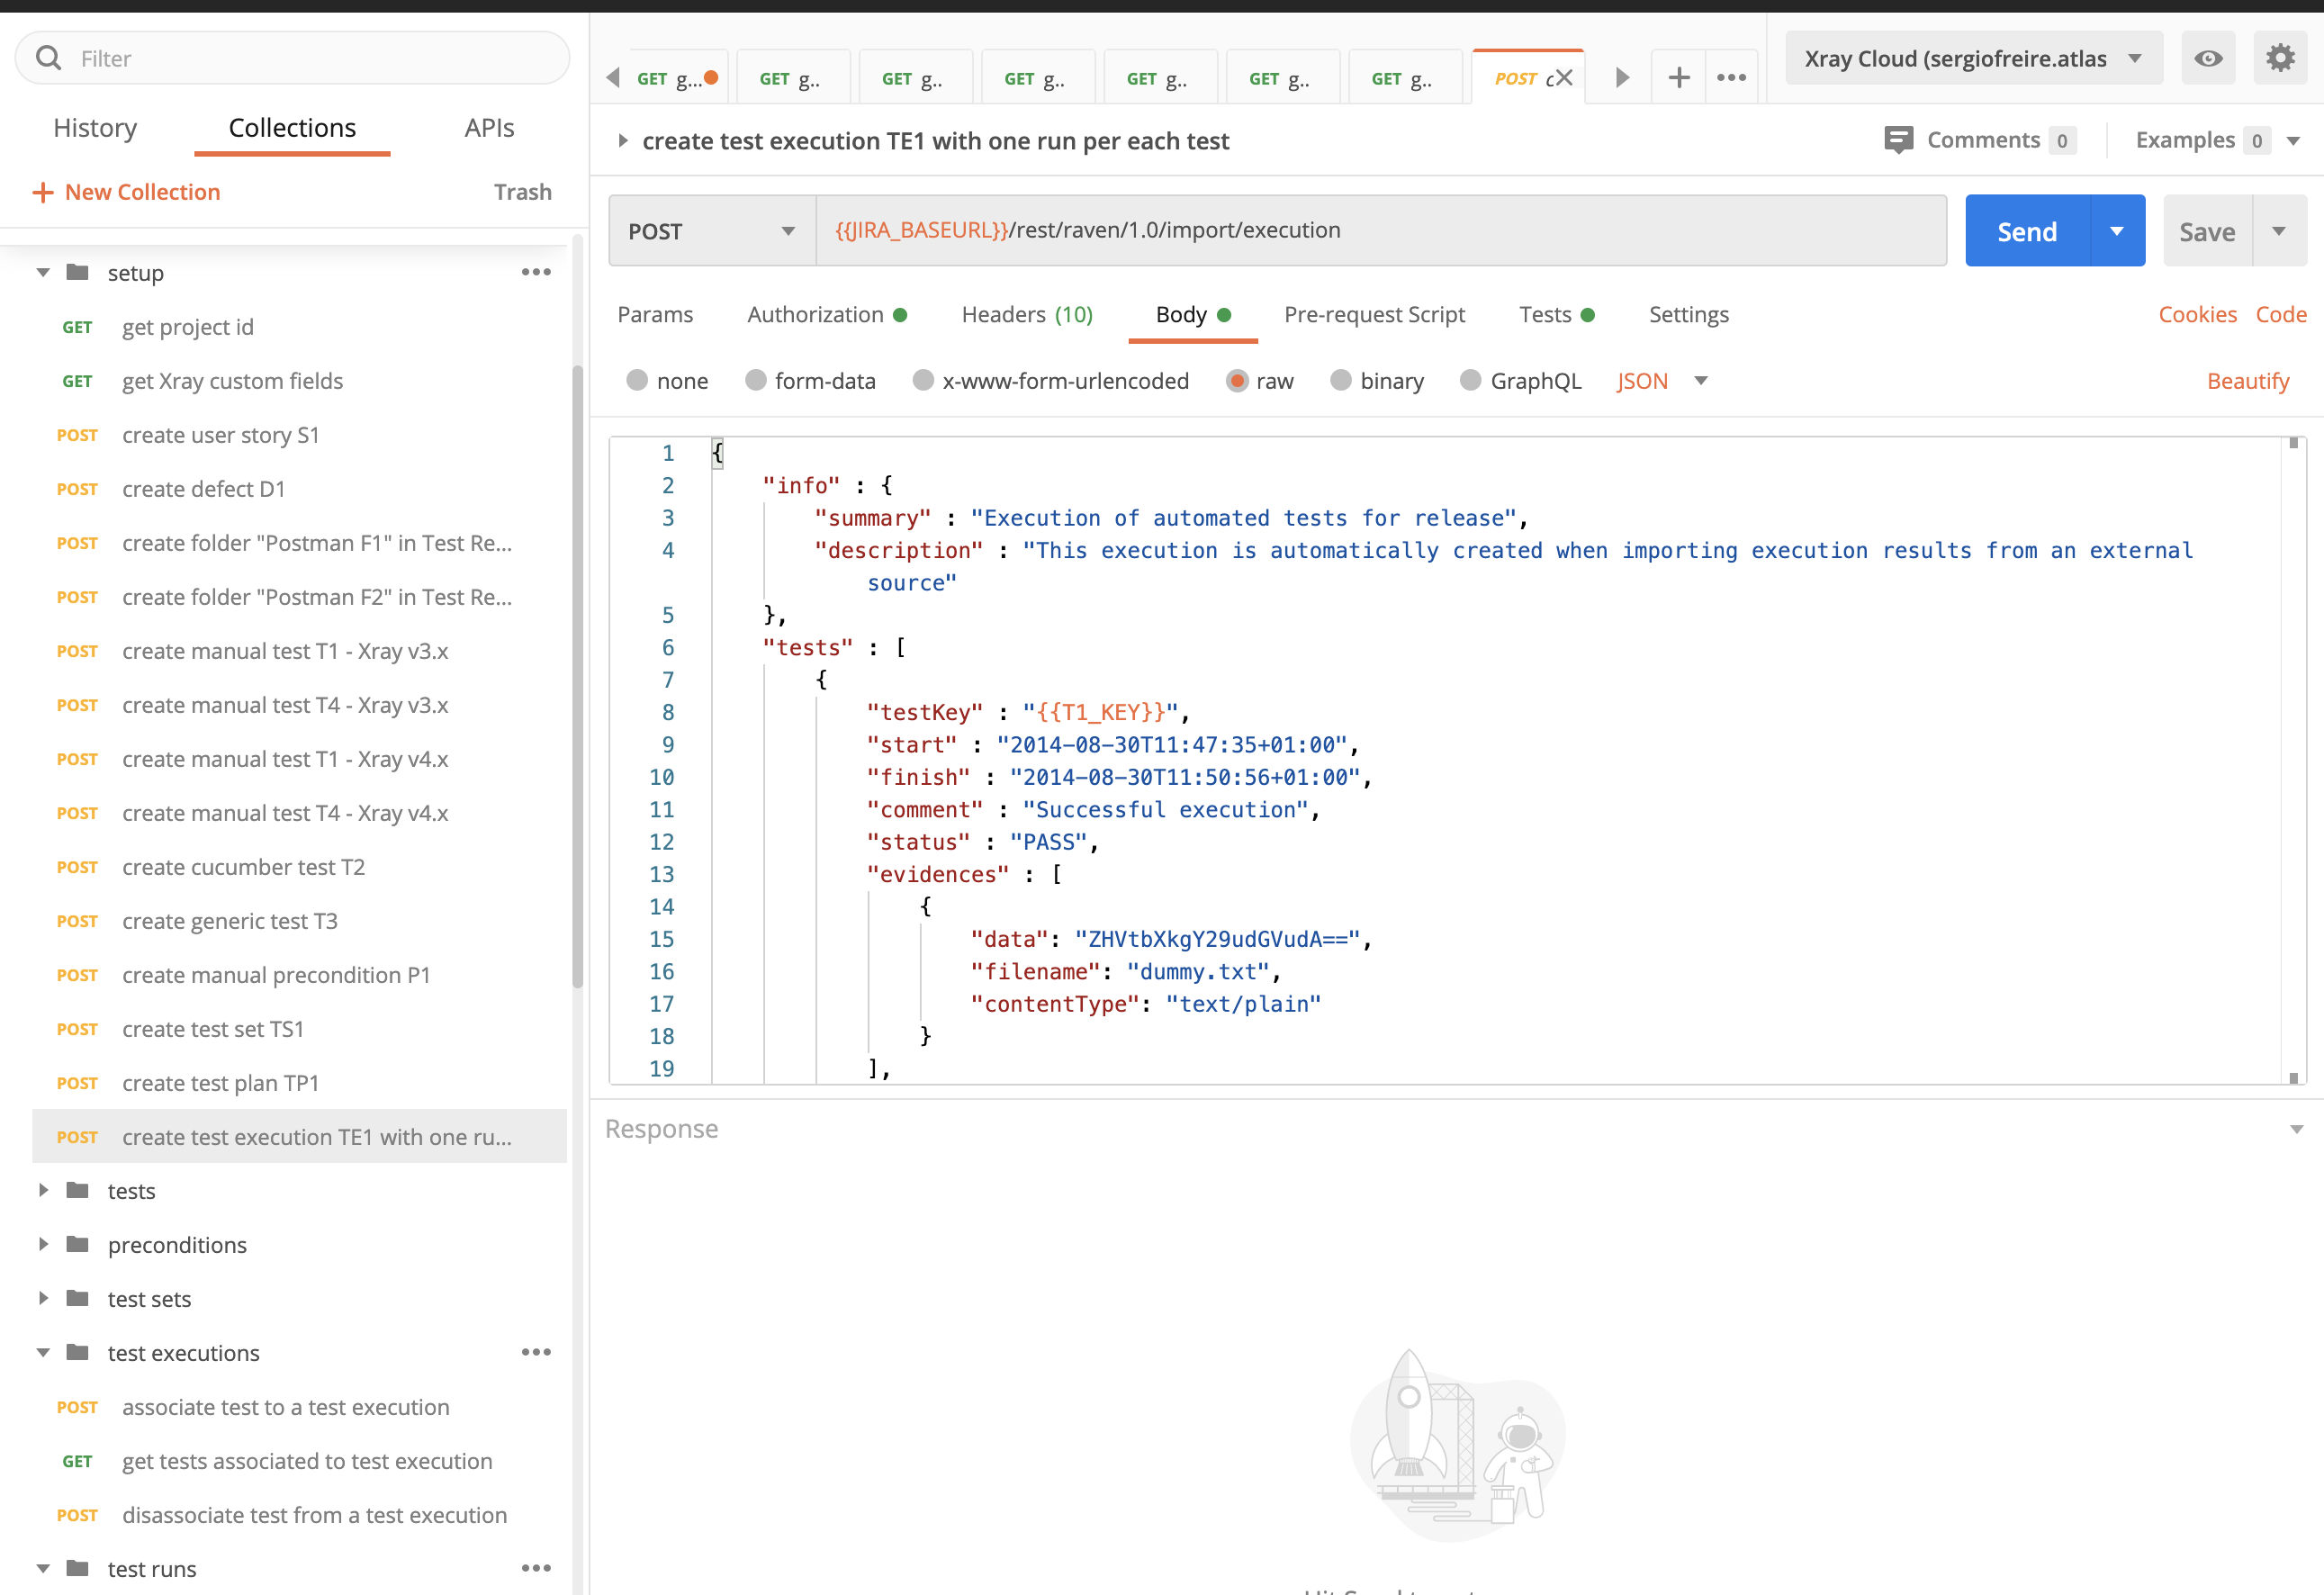 Filter
History Collections APIs
+ New Collection Trash
setup
GET get project id
GET get Xray custom fields
POST create user story S1
POST create defect D1
POST create folder "Postman F1" in Test Re...
POST create folder "Postman F2" in Test Re...
POST create manual test T1 - Xray v3.x
POST create manual test T4 - Xray v3.x
POST create manual test T1 - Xray v4.x
POST create manual test T4 - Xray v4.x
POST create cucumber test T2
POST create generic test T3
POST create manual precondition P1
POST create test set TS1
POST create test plan TP1
POST create test execution TE1 with one ru...
tests
preconditions
test sets
test executions
POST associate test to a test execution
GET get tests associated to test execution
POST disassociate test from a test execution
test runs
GET g... GET g.. GET g.. GET g.. GET g.. GET g.. GET g.. POST c
Xray Cloud (sergiofreire.atlas
create test execution TE1 with one run per each test
Comments 0 Examples 0
POST {{JIRA_BASEURL}}/rest/raven/1.0/import/execution Send Save
Params Authorization Headers (10) Body Pre-request Script Tests Settings Cookies Code
none form-data x-www-form-urlencoded raw binary GraphQL JSON Beautify
1 {
2 "info" : {
3 "summary" : "Execution of automated tests for release",
4 "description" : "This execution is automatically created when importing execution results from an external
source"
5 },
6 "tests" : [
7 {
8 "testKey" : "{{T1_KEY}}",
9 "start" : "2014-08-30T11:47:35+01:00",
10 "finish" : "2014-08-30T11:50:56+01:00",
11 "comment" : "Successful execution",
12 "status" : "PASS",
13 "evidences" : [
14 {
15 "data": "ZHVtbXkgY29udGVudA==",
16 "filename": "dummy.txt",
17 "contentType": "text/plain"
18 }
19 ],
Response